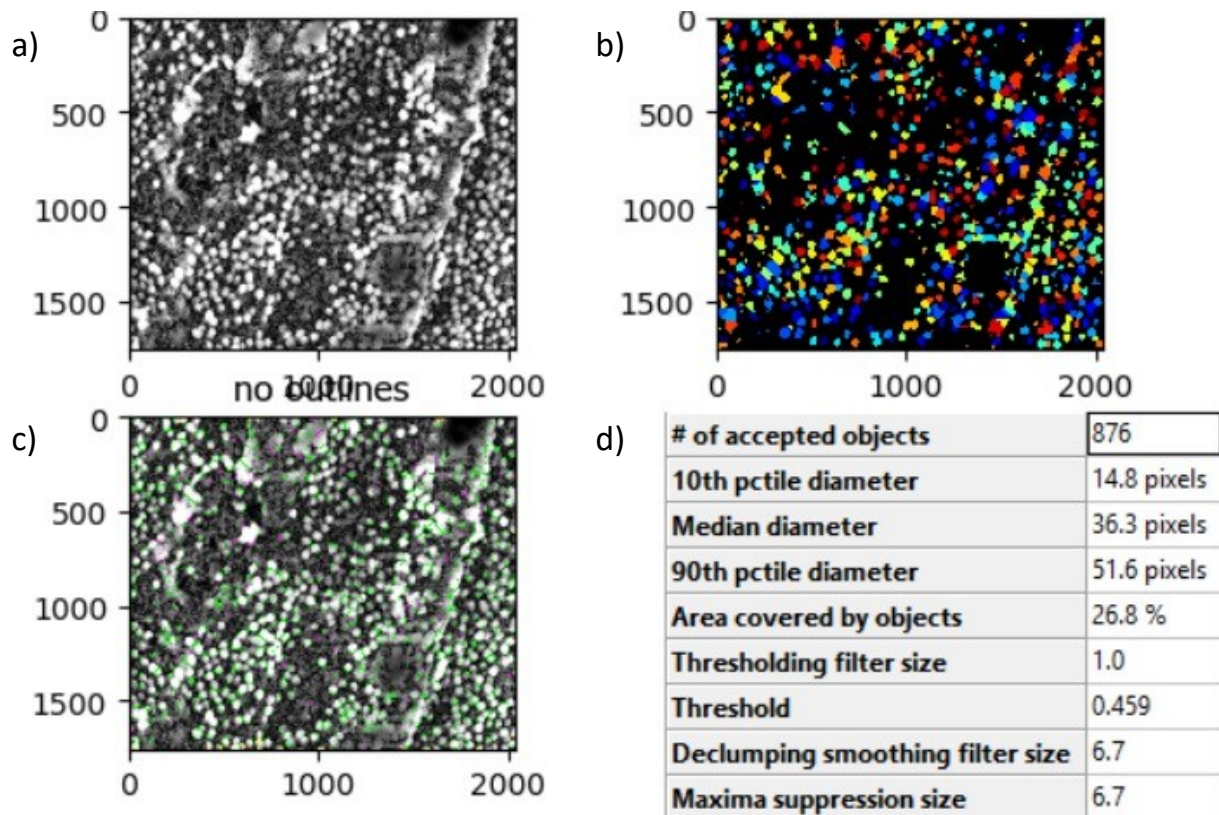 a)
0
500
1000
1500
0
1000
2000
b)
0
500
1000
1500
0
1000
2000
no outlines
c)
0
500
1000
1500
0
1000
2000
d)
# of accepted objects 876
10th pctile diameter 14.8 pixels
Median diameter 36.3 pixels
90th pctile diameter 51.6 pixels
Area covered by objects 26.8 %
Thresholding filter size 1.0
Threshold 0.459
Declumping smoothing filter size 6.7
Maxima suppression size 6.7